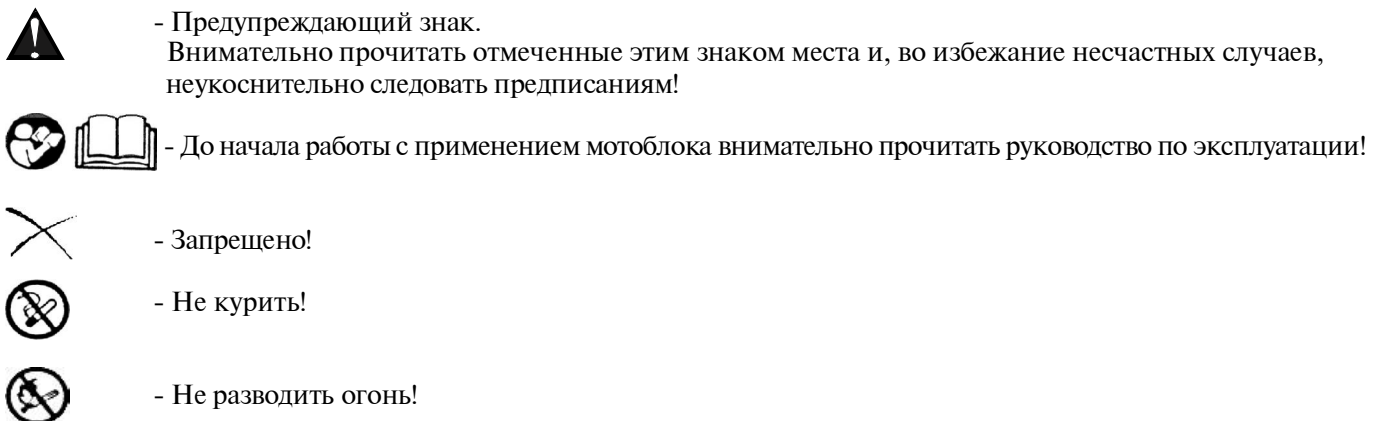 - Предупреждающий знак.
Внимательно прочитать отмеченные этим знаком места и, во избежание несчастных случаев,
неукоснительно следовать предписаниям!
- До начала работы с применением мотоблока внимательно прочитать руководство по эксплуатации!
- Запрещено!
- Не курить!
- Не разводить огонь!